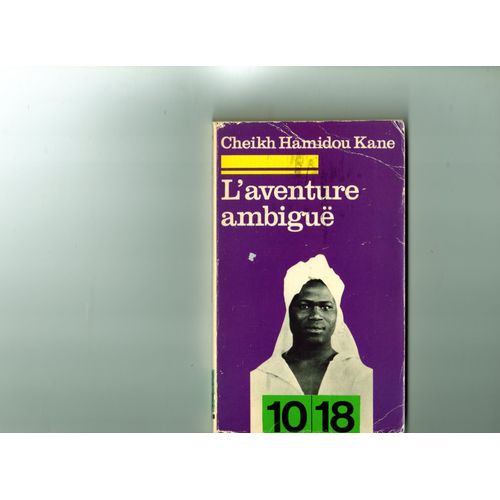 Cheikh Hamidou Kane
L'aventure
ambiguë
10 18